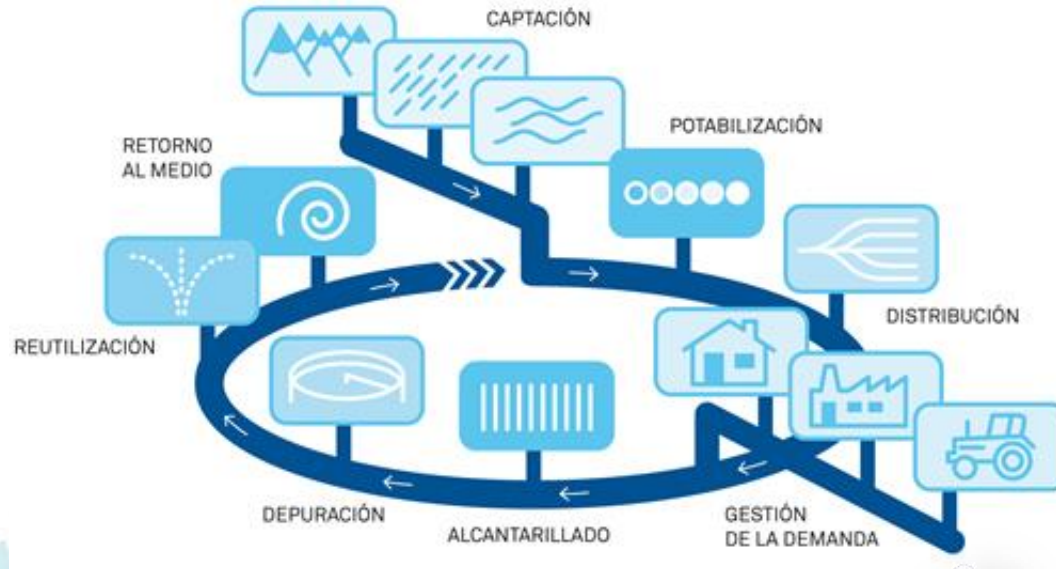 CAPTACIÓN
POTABILIZACIÓN
RETORNO
AL MEDIO
DISTRIBUCIÓN
REUTILIZACIÓN
DEPURACIÓN
ALCANTARILLADO
GESTIÓN
DE LA DEMANDA